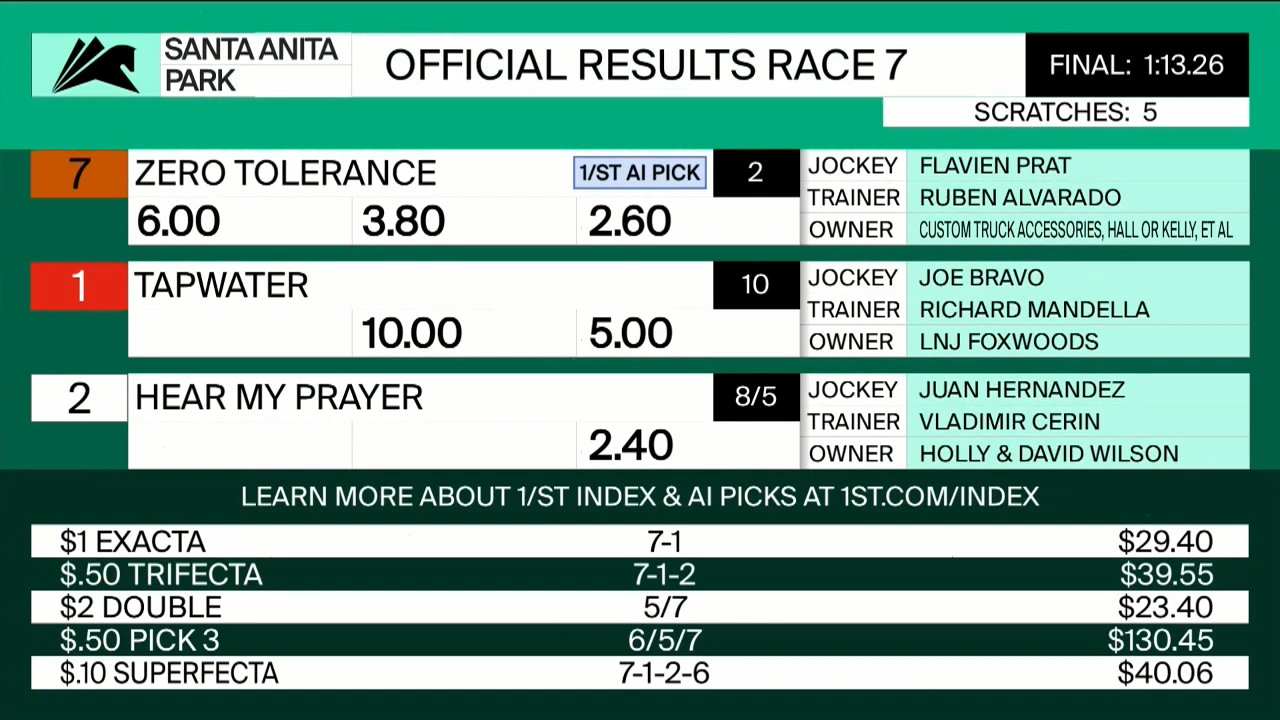 SANTA ANITA PARK
OFFICIAL RESULTS RACE 7
FINAL: 1:13.26
SCRATCHES: 5
7 ZERO TOLERANCE 1/ST AI PICK 2
6.00 3.80 2.60
JOCKEY FLAVIEN PRAT
TRAINER RUBEN ALVARADO
OWNER CUSTOM TRUCK ACCESSORIES, HALL OR KELLY, ET AL
1 TAPWATER 10
10.00 5.00
JOCKEY JOE BRAVO
TRAINER RICHARD MANDELLA
OWNER LNJ FOXWOODS
2 HEAR MY PRAYER 8/5
2.40
JOCKEY JUAN HERNANDEZ
TRAINER VLADIMIR CERIN
OWNER HOLLY & DAVID WILSON
LEARN MORE ABOUT 1/ST INDEX & AI PICKS AT 1ST.COM/INDEX
$1 EXACTA 7-1 $29.40
$.50 TRIFECTA 7-1-2 $39.55
$2 DOUBLE 5/7 $23.40
$.50 PICK 3 6/5/7 $130.45
$.10 SUPERFECTA 7-1-2-6 $40.06